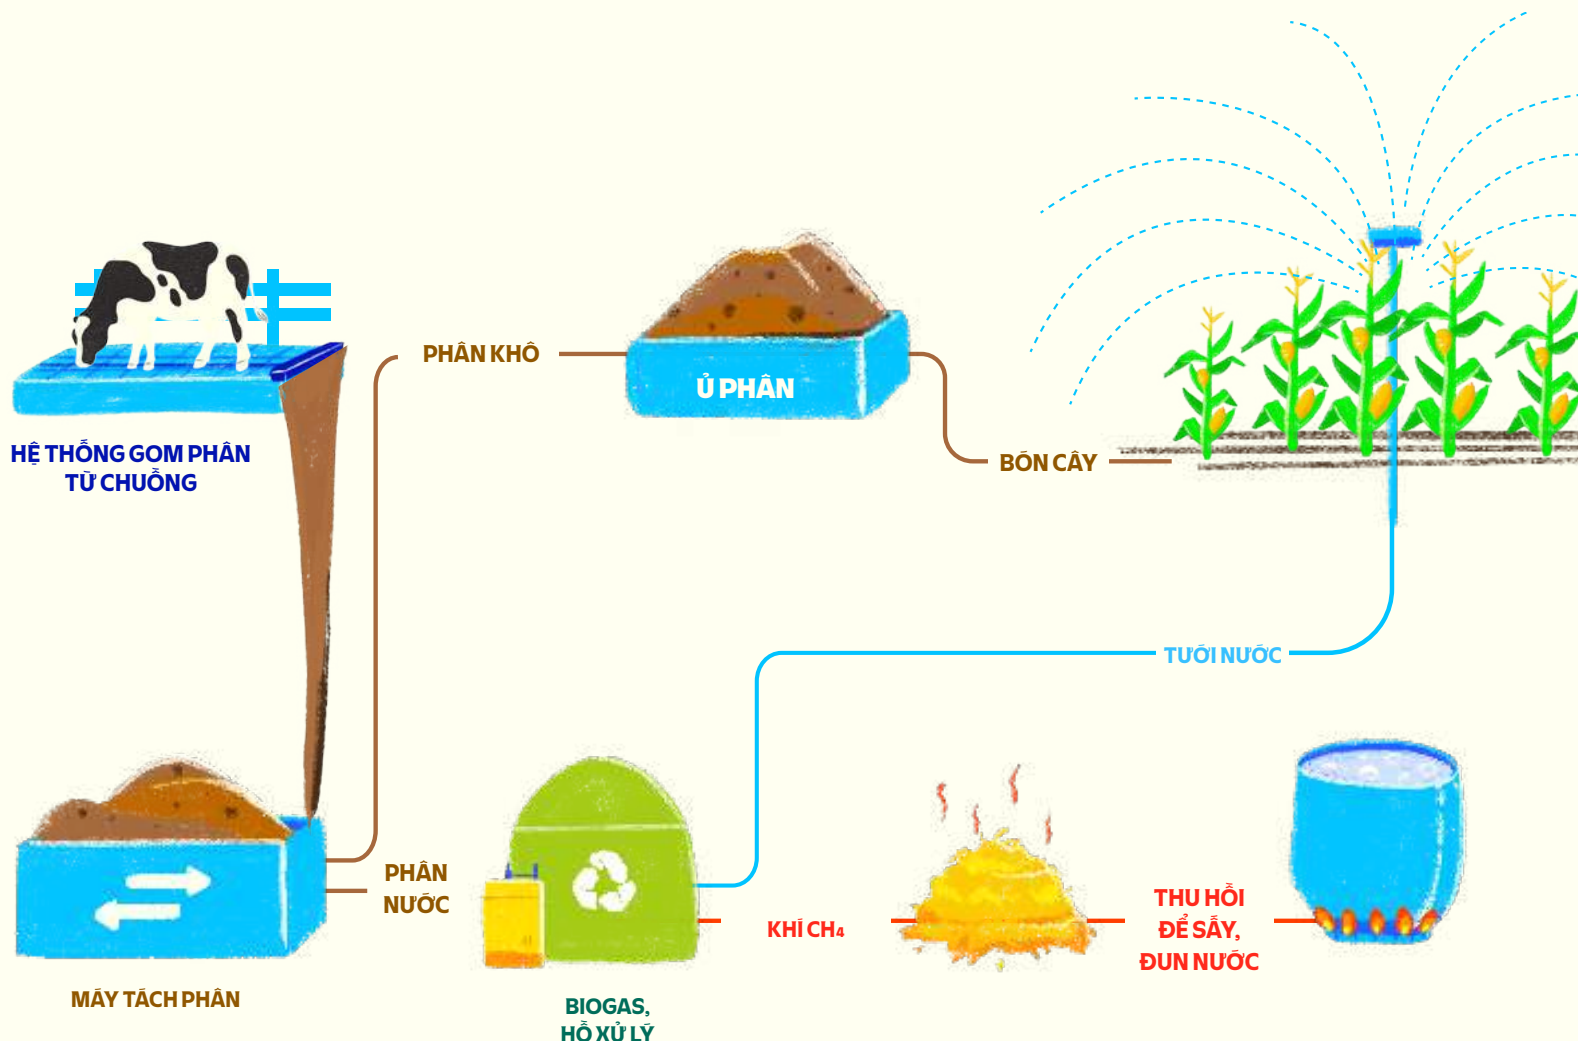 PHÂN KHÔ
Ủ PHÂN
HỆ THỐNG GOM PHÂN
TỪ CHUỒNG
BÓN CÂY
TƯỚI NƯỚC
PHÂN
NƯỚC
KHÍ CH₄
THU HỒI
ĐỂ SẤY,
ĐUN NƯỚC
MÁY TÁCH PHÂN
BIOGAS,
HỒ XỬ LÝ